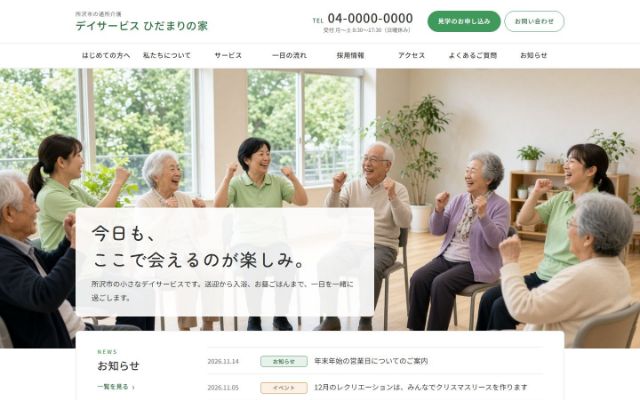 所沢市の通所介護
デイサービス ひだまりの家
TEL 04-0000-0000
受付 月〜土 8:30〜17:30（日曜休み）
見学のお申し込み
お問い合わせ
はじめての方へ 私たちについて サービス 一日の流れ 採用情報 アクセス よくあるご質問 お知らせ
今日も、
ここで会えるのが楽しみ。
所沢市の小さなデイサービスです。送迎から入浴、お昼ごはんまで、一日を一緒に
過ごします。
NEWS
お知らせ
一覧を見る ›
2026.11.14 お知らせ 年末年始の営業日についてのご案内
2026.11.05 イベント 12月のレクリエーションは、みんなでクリスマスリースを作ります